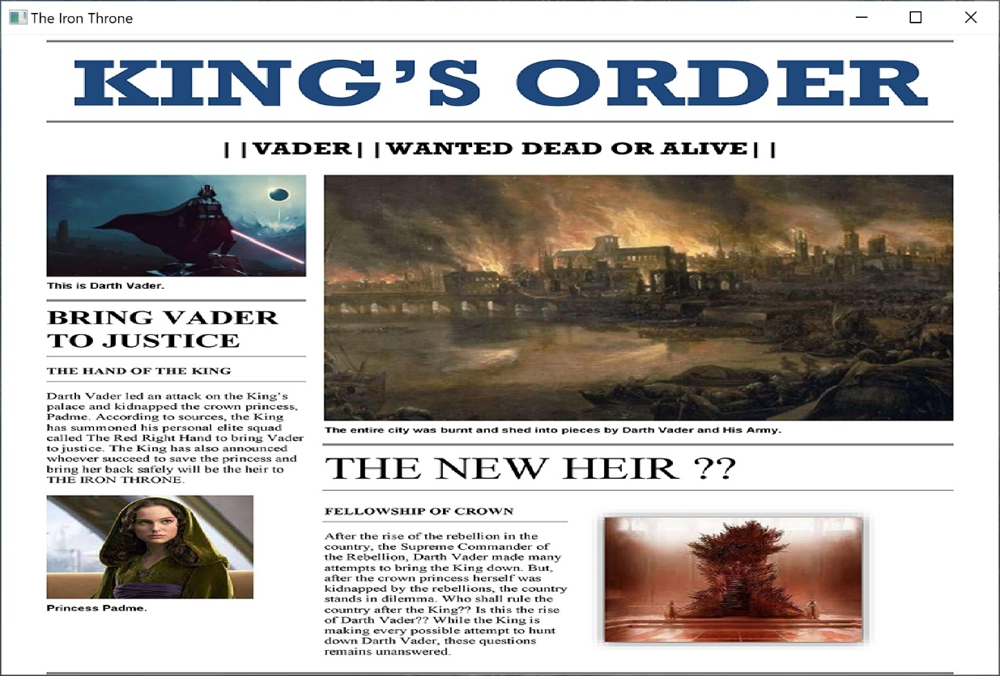 The Iron Throne
KING'S ORDER
||VADER||WANTED DEAD OR ALIVE||
This is Darth Vader.
BRING VADER
TO JUSTICE
THE HAND OF THE KING
Darth Vader led an attack on the King's
palace and kidnapped the crown princess,
Padme. According to sources, the King
has summoned his personal elite squad
called The Red Right Hand to bring Vader
to justice. The King has also announced
whoever succeed to save the princess and
bring her back safely will be the heir to
THE IRON THRONE.
Princess Padme.
The entire city was burnt and shed into pieces by Darth Vader and His Army.
THE NEW HEIR ??
FELLOWSHIP OF CROWN
After the rise of the rebellion in the
country, the Supreme Commander of
the Rebellion, Darth Vader made many
attempts to bring the King down. But,
after the crown princess herself was
kidnapped by the rebellions, the country
stands in dilemma. Who shall rule the
country after the King?? Is this the rise
of Darth Vader?? While the King is
making every possible attempt to hunt
down Darth Vader, these questions
remains unanswered.